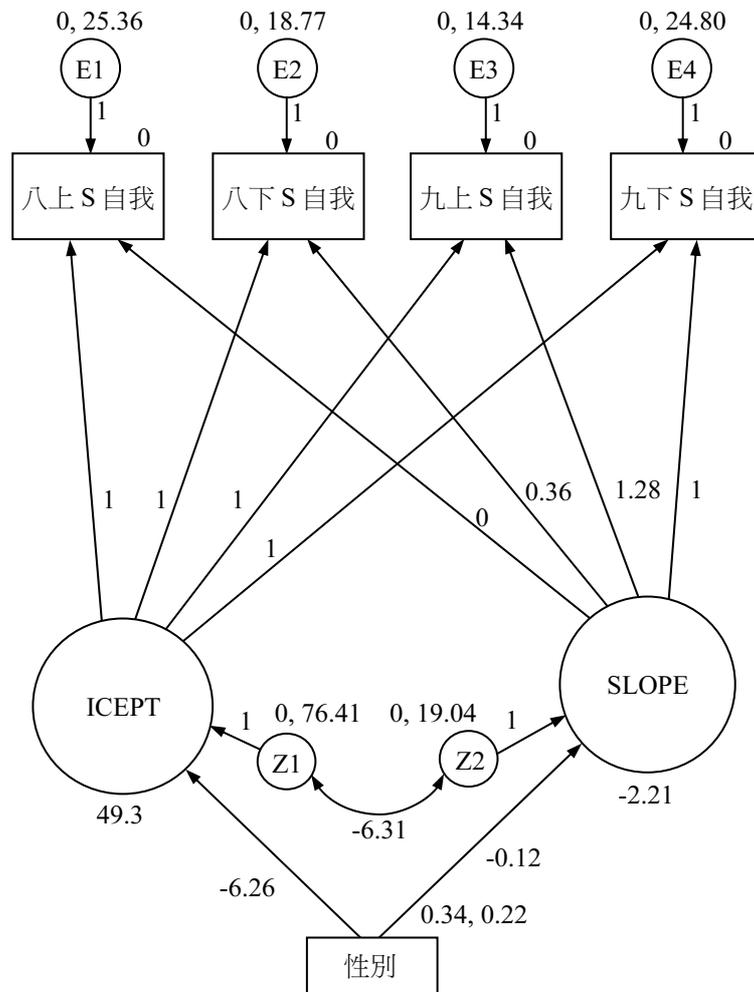 0, 25.36
0, 18.77
0, 14.34
0, 24.80
E1
E2
E3
E4
1
1
1
1
0
0
0
0
八上 S 自我
八下 S 自我
九上 S 自我
九下 S 自我
1
1
1
1
0
0.36
1.28
1
ICEPT
SLOPE
1
0, 76.41
0, 19.04
1
Z1
Z2
49.3
-2.21
-6.31
-6.26
-0.12
0.34, 0.22
性別